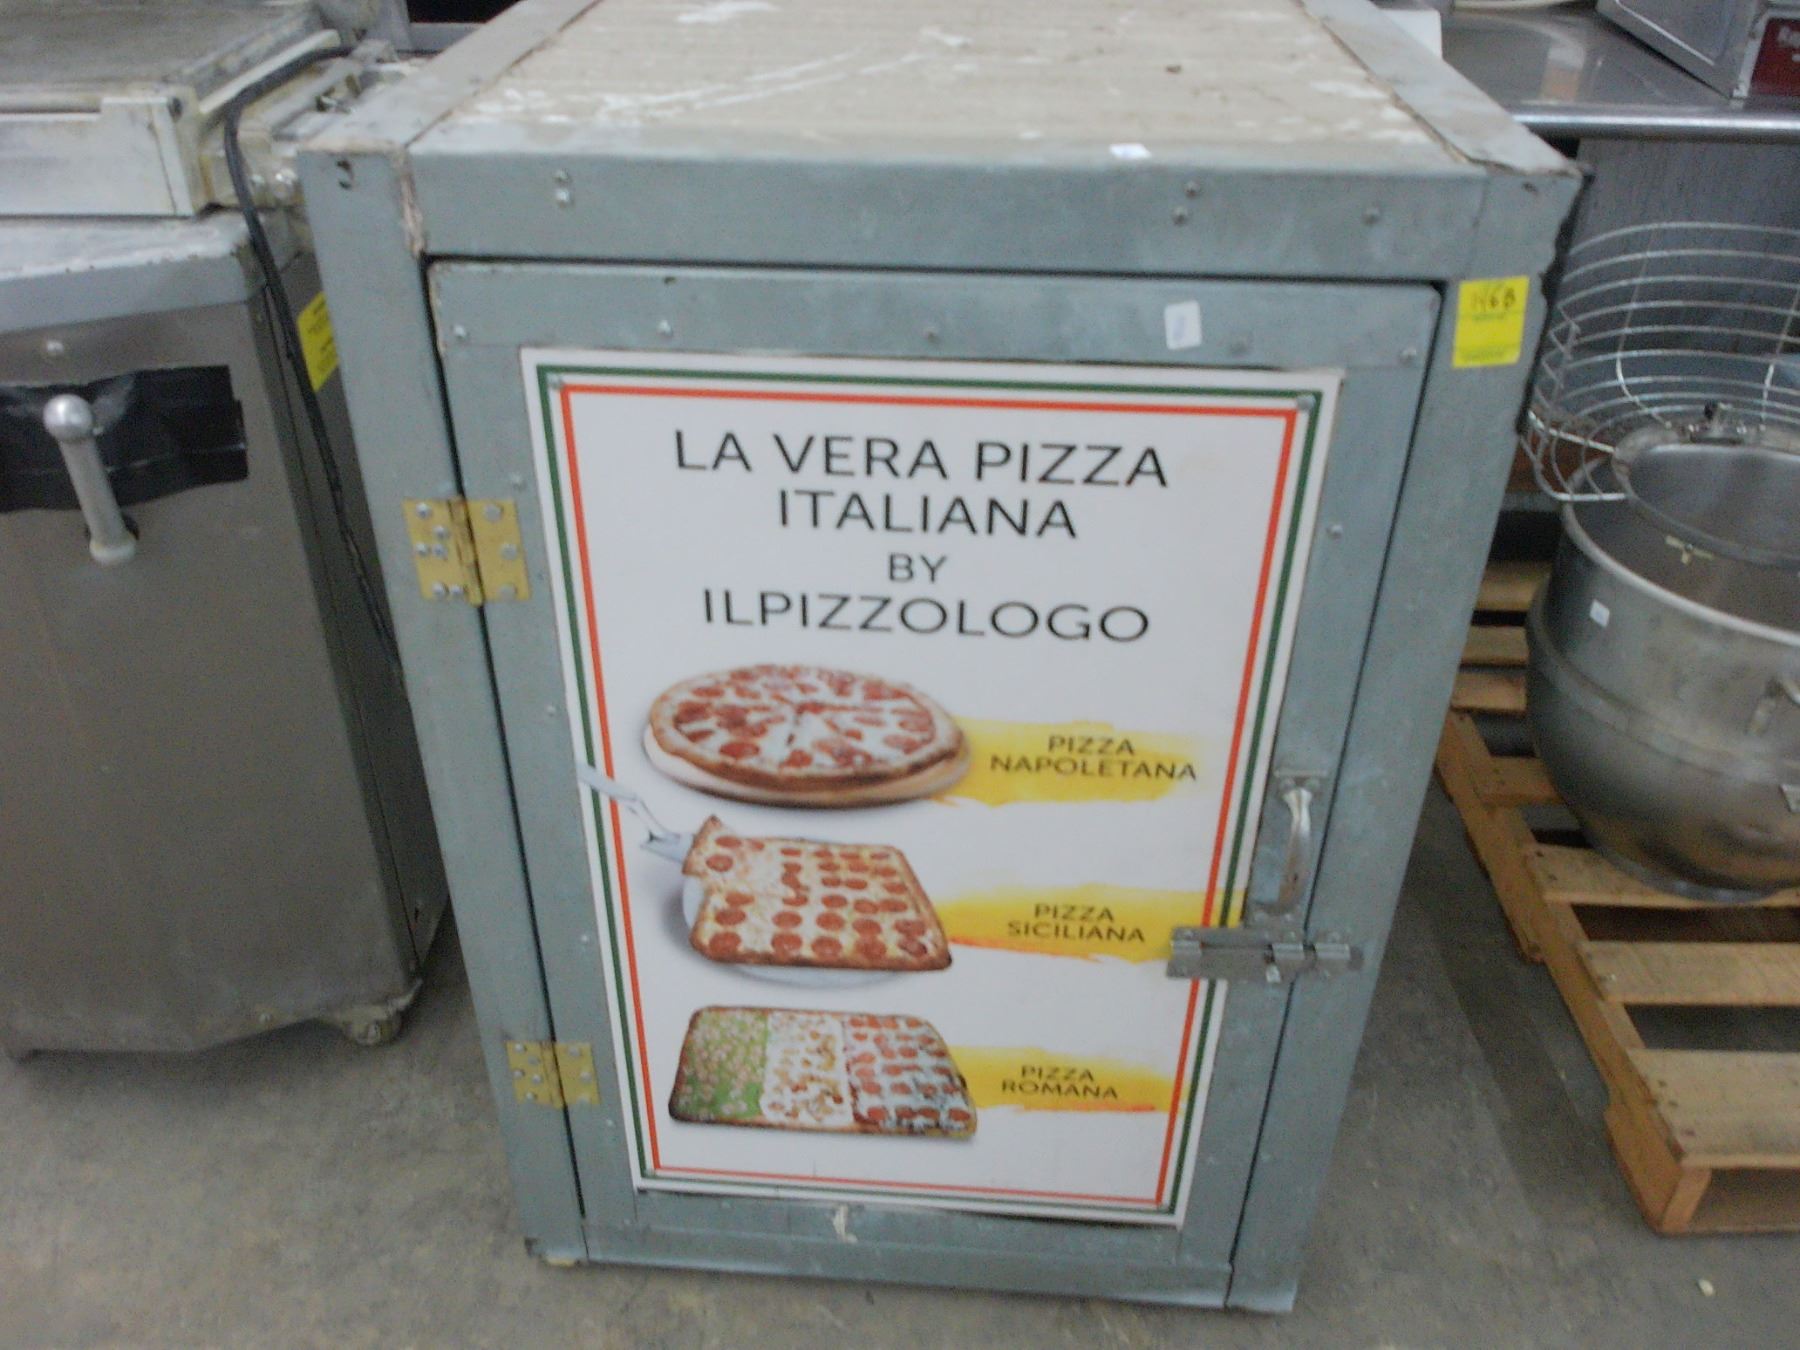 LA VERA PIZZA
ITALIANA
BY
ILPIZZOLOGO
PIZZA
NAPOLETANA
PIZZA
SICILIANA
PIZZA
ROMANA